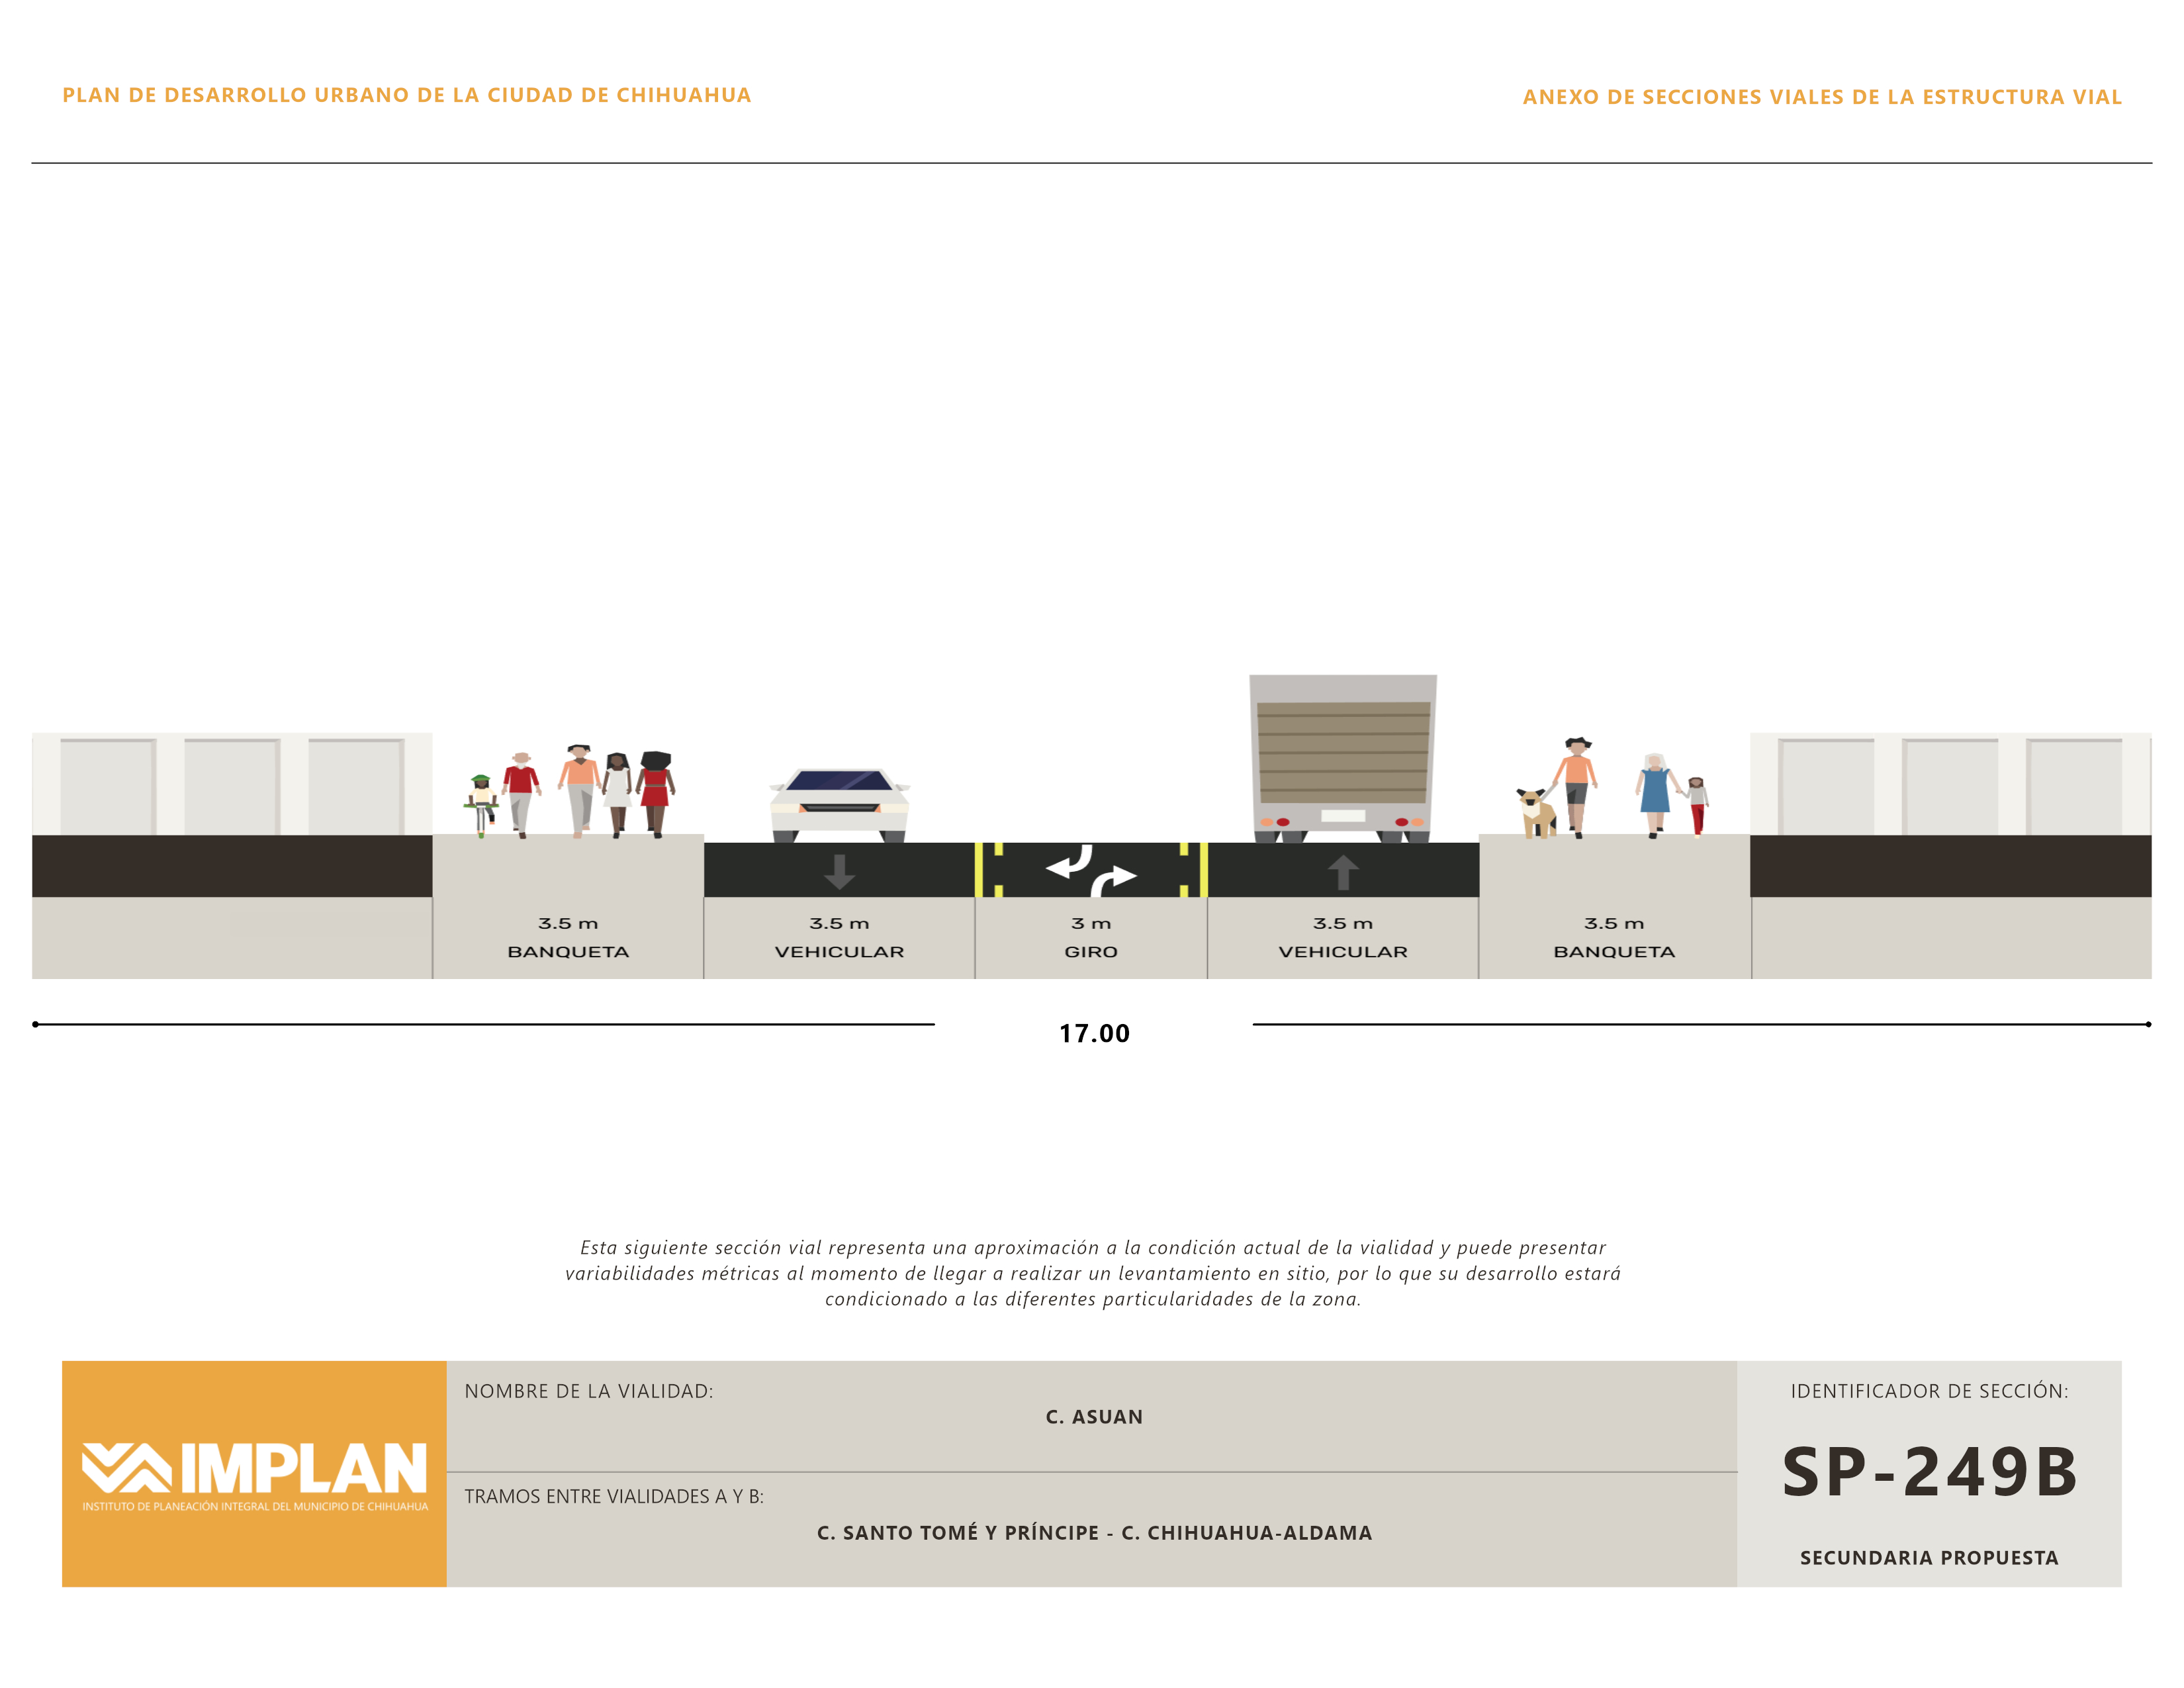 PLAN DE DESARROLLO URBANO DE LA CIUDAD DE CHIHUAHUA
ANEXO DE SECCIONES VIALES DE LA ESTRUCTURA VIAL
3.5 m
BANQUETA
3.5 m
VEHICULAR
3 m
GIRO
3.5 m
VEHICULAR
3.5 m
BANQUETA
17.00
Esta siguiente sección vial representa una aproximación a la condición actual de la vialidad y puede presentar
variabilidades métricas al momento de llegar a realizar un levantamiento en sitio, por lo que su desarrollo estará
condicionado a las diferentes particularidades de la zona.
IMPLAN
INSTITUTO DE PLANEACIÓN INTEGRAL DEL MUNICIPIO DE CHIHUAHUA
NOMBRE DE LA VIALIDAD:
C. ASUAN
TRAMOS ENTRE VIALIDADES A Y B:
C. SANTO TOMÉ Y PRÍNCIPE - C. CHIHUAHUA-ALDAMA
IDENTIFICADOR DE SECCIÓN:
SP-249B
SECUNDARIA PROPUESTA